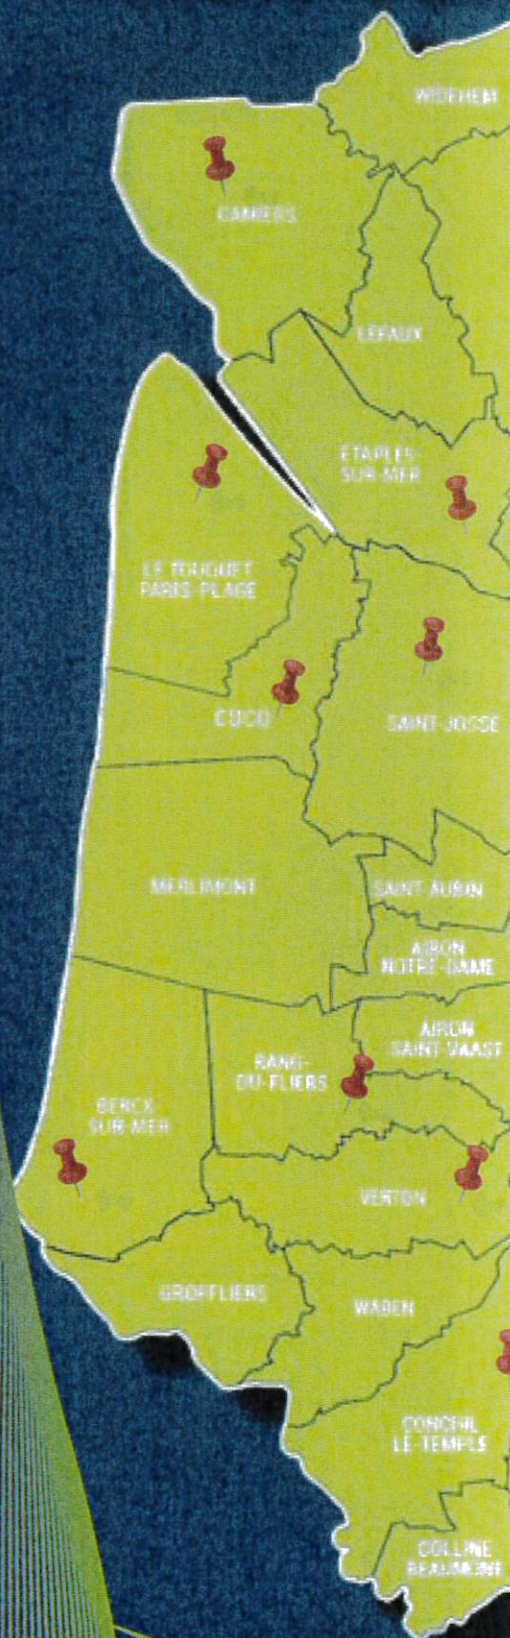 WIDEHEM
CAMIERS
LEFAUX
ETAPLES-
SUR-MER
LE TOUQUET
PARIS-PLAGE
CUCQ
SAINT-JOSSE
MERLIMONT
SAINT-AUBIN
AIRON
NOTRE-DAME
AIRON
SAINT-VAAST
RANG-
DU-FLIERS
BERCK
SUR-MER
VERTON
GROFFLIERS
WABEN
CONCHIL
LE-TEMPLE
COLLINE
BEAUMONT